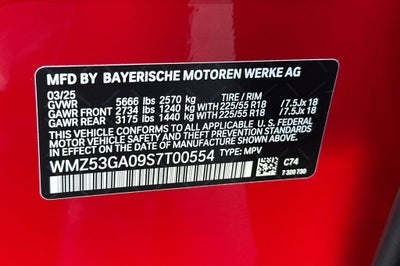 MFD BY BAYERISCHE MOTOREN WERKE AG
03/25 TIRE / RIM
GVWR 5666 lbs 2570 kg
GAWR FRONT 2734 lbs 1240 kg WITH 225/55 R18 /7.5Jx 18
GAWR REAR 3175 lbs 1440 kg WITH 225/55 R18 /7.5Jx 18
THIS VEHICLE CONFORMS TO ALL APPLICABLE U.S. FEDERAL
MOTOR VEHICLE SAFETY AND THEFT PREVENTION STANDARDS
IN EFFECT ON THE DATE OF MANUFACTURE SHOWN ABOVE.
WMZ53GA09S7T00554 TYPE: MPV
C74
7 320 730